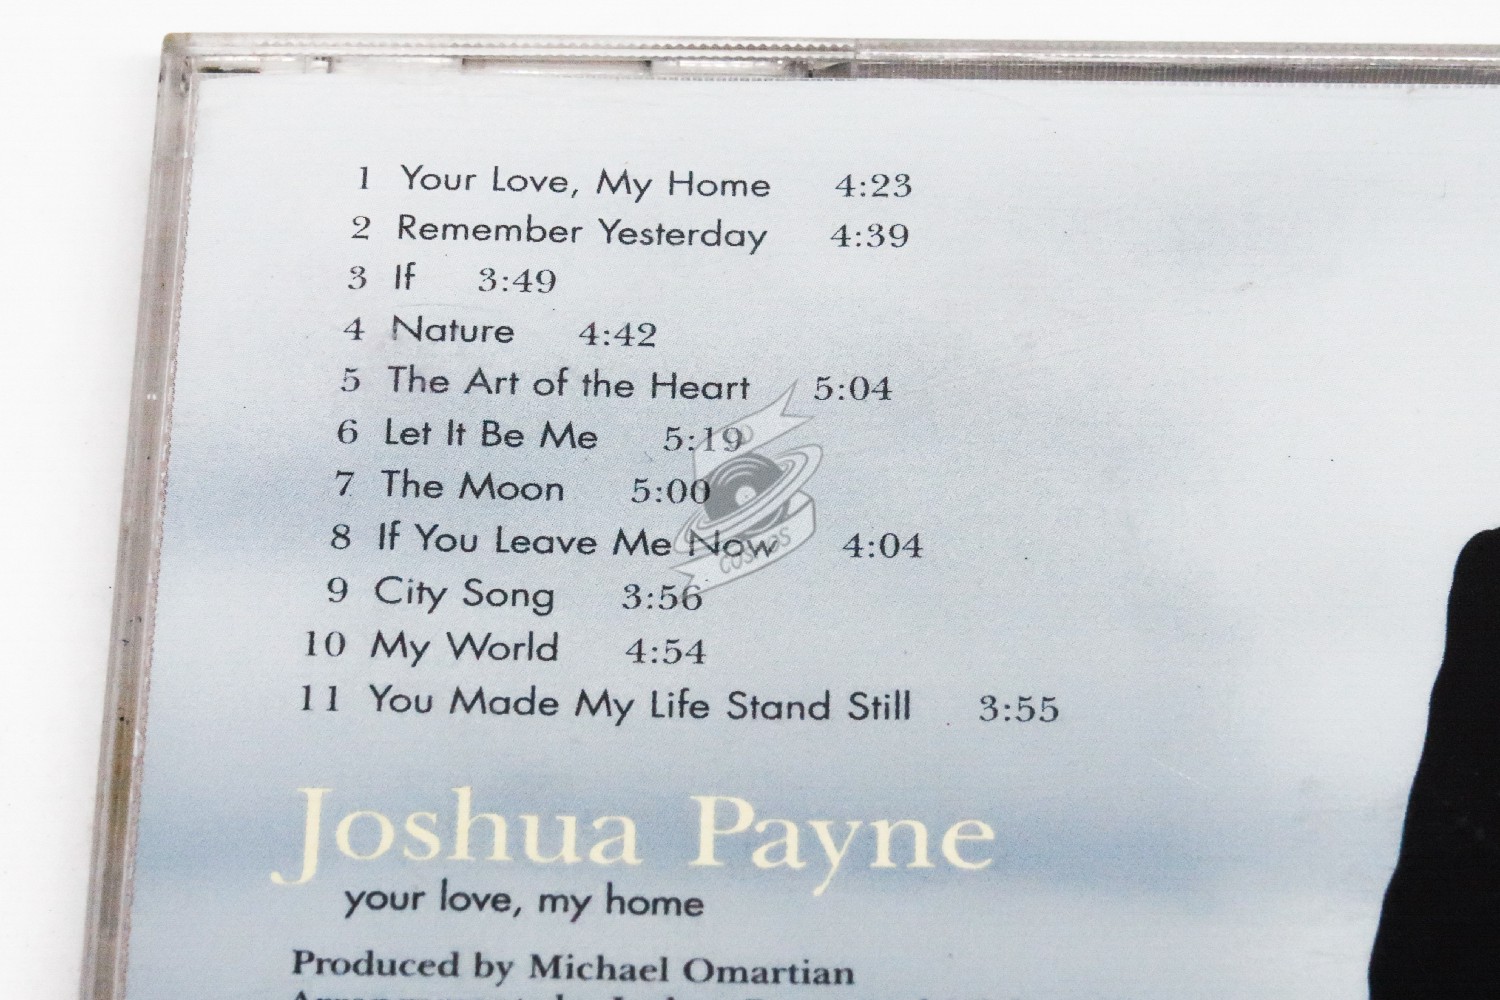 1 Your Love, My Home 4:23
2 Remember Yesterday 4:39
3 If 3:49
4 Nature 4:42
5 The Art of the Heart 5:04
6 Let It Be Me 5:19
7 The Moon 5:00
8 If You Leave Me Now 4:04
9 City Song 3:56
10 My World 4:54
11 You Made My Life Stand Still 3:55
COSMOS
Joshua Payne
your love, my home
Produced by Michael Omartian